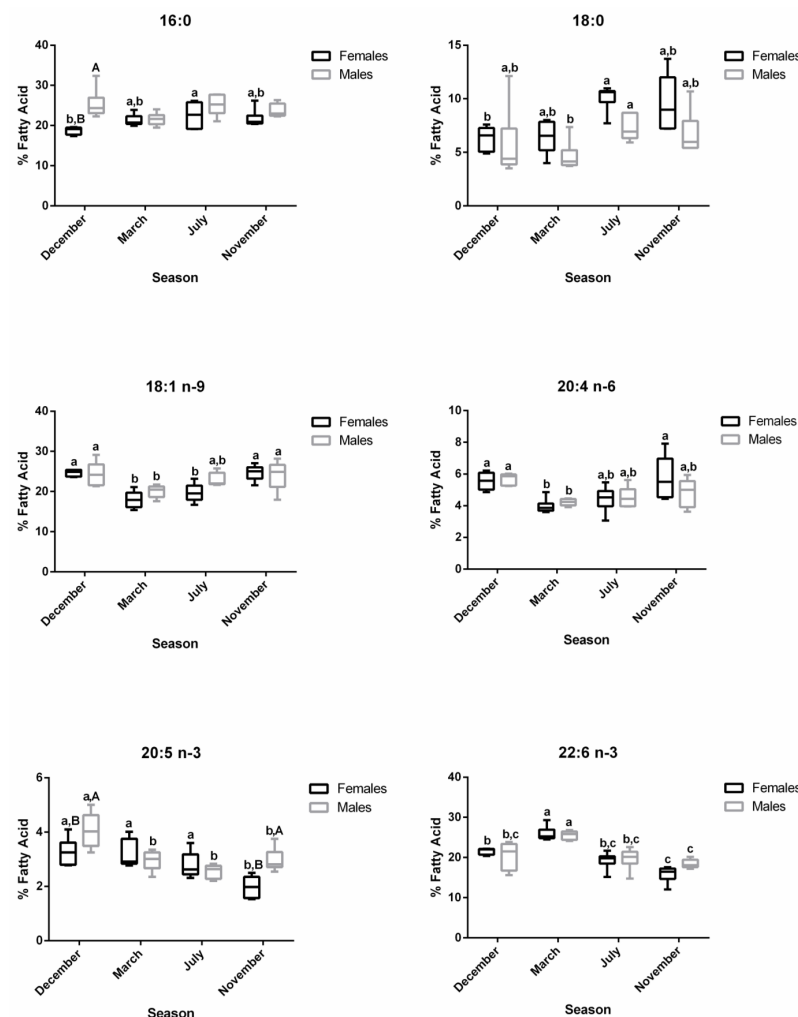 16:0
40
30
20
10
0
% Fatty Acid
b,B
A
a,b
a
a,b
Females
Males
December
March
July
November
Season
18:0
15
10
5
0
% Fatty Acid
b
a,b
a,b
b
a
a
a,b
a,b
Females
Males
December
March
July
November
Season
18:1 n-9
40
30
20
10
0
% Fatty Acid
a
a
b
b
b
a,b
a
a
Females
Males
December
March
July
November
Season
20:4 n-6
10
8
6
4
2
0
% Fatty Acid
a
a
b
b
a,b
a,b
a
a,b
Females
Males
December
March
July
November
Season
20:5 n-3
6
4
2
0
% Fatty Acid
a,B
a,A
a
b
a
b
b,B
b,A
Females
Males
December
March
July
November
Season
22:6 n-3
40
30
20
10
0
% Fatty Acid
b
b,c
a
a
b,c
b,c
c
c
Females
Males
December
March
July
November
Season